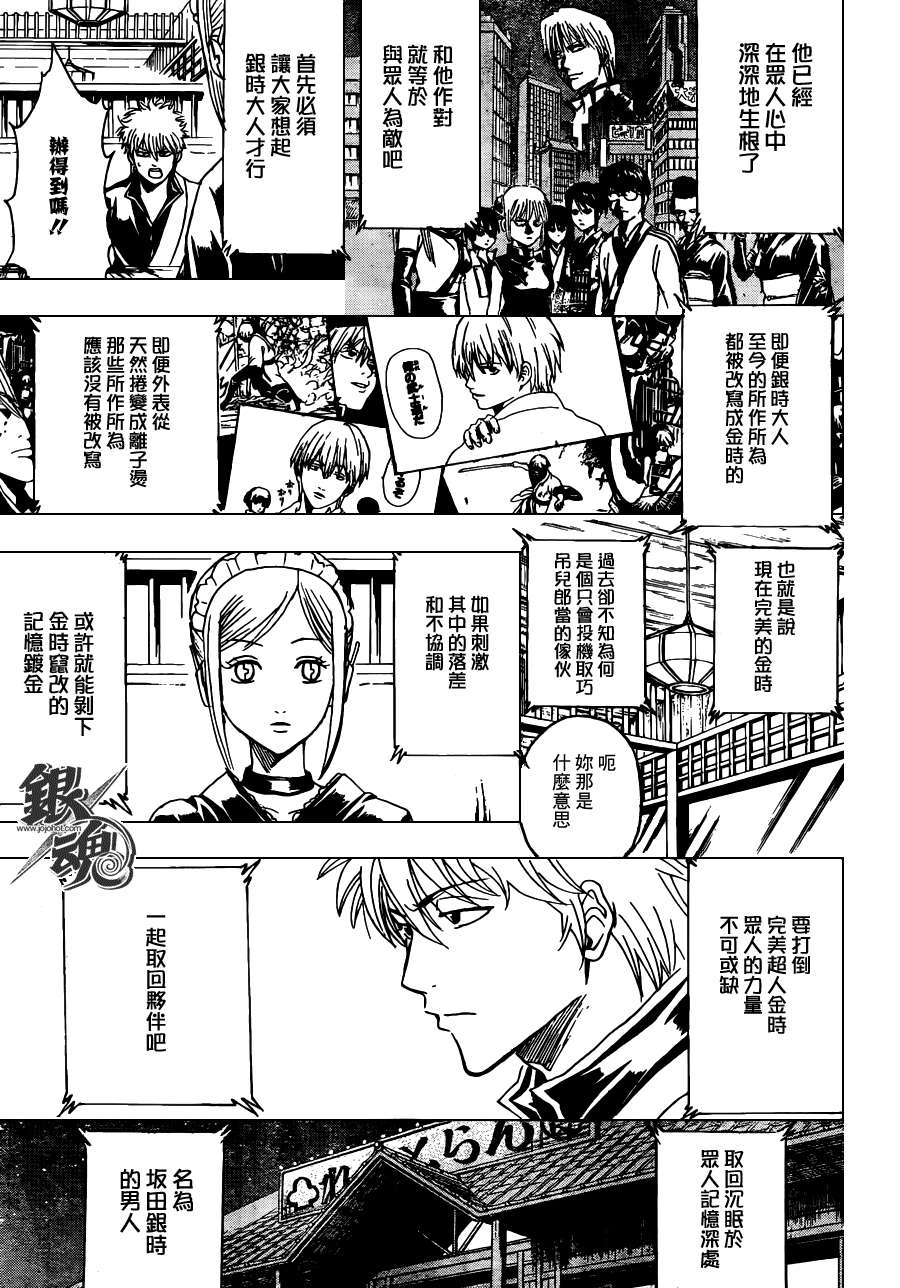 他已經
在眾人心中
深深地生根了
和他作對
就等於
與眾人為敵吧
首先必須
讓大家想起
銀時大人才行
辦得到嗎!!
即便銀時大人
至今的所作所為
都被改寫成金時的
即便外表從
天然捲變成離子燙
那些所作所為
應該沒有被改寫
也就是說
現在完美的金時
過去卻不知為何
是個只會投機取巧
吊兒郎當的傢伙
呃
妳那是
什麼意思
如果刺激
其中的落差
和不協調
或許就能剝下
金時竄改的
記憶鍍金
銀魂
www.jojohot.com
要打倒
完美超人金時
眾人的力量
不可或缺
一起取回夥伴吧
取回沉眠於
眾人記憶深處
名為
坂田銀時
的男人